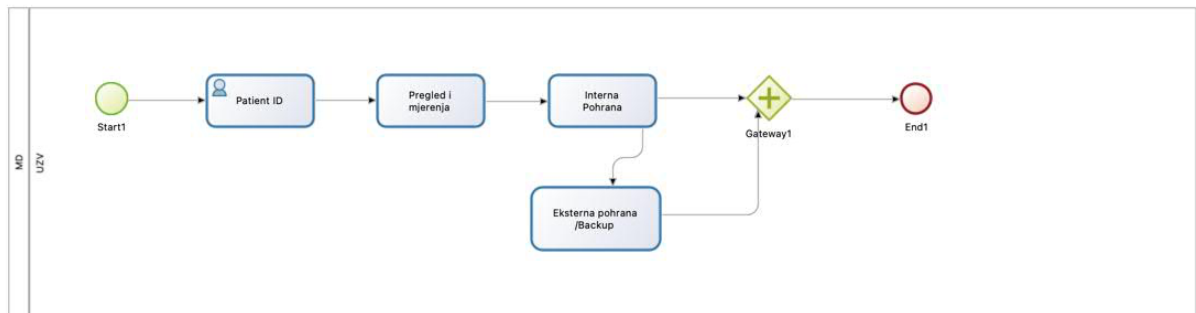 MD
UZV
Start1
Patient ID
Pregled i
mjerenja
Interna
Pohrana
Gateway1
End1
Eksterna pohrana
/Backup